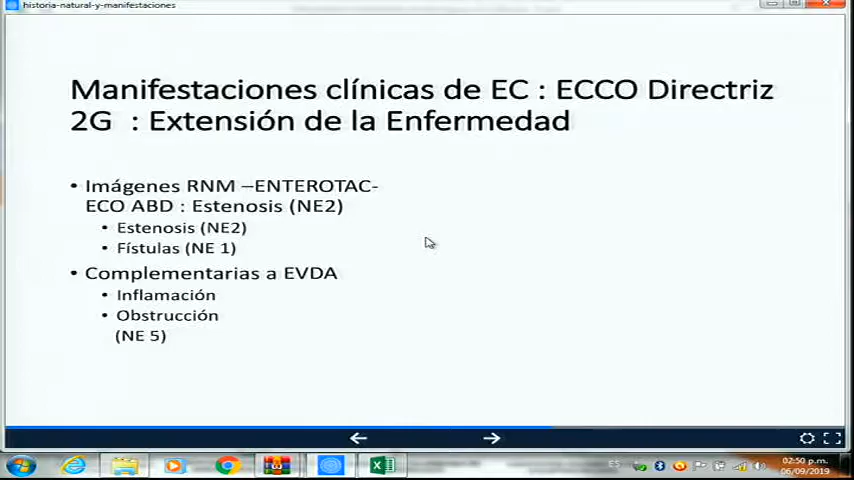 historia-natural-y-manifestaciones
Manifestaciones clínicas de EC : ECCO Directriz
2G : Extensión de la Enfermedad
• Imágenes RNM –ENTEROTAC-
ECO ABD : Estenosis (NE2)
• Estenosis (NE2)
• Fístulas (NE 1)
• Complementarias a EVDA
• Inflamación
• Obstrucción
(NE 5)
ES
02:50 p.m.
06/09/2019